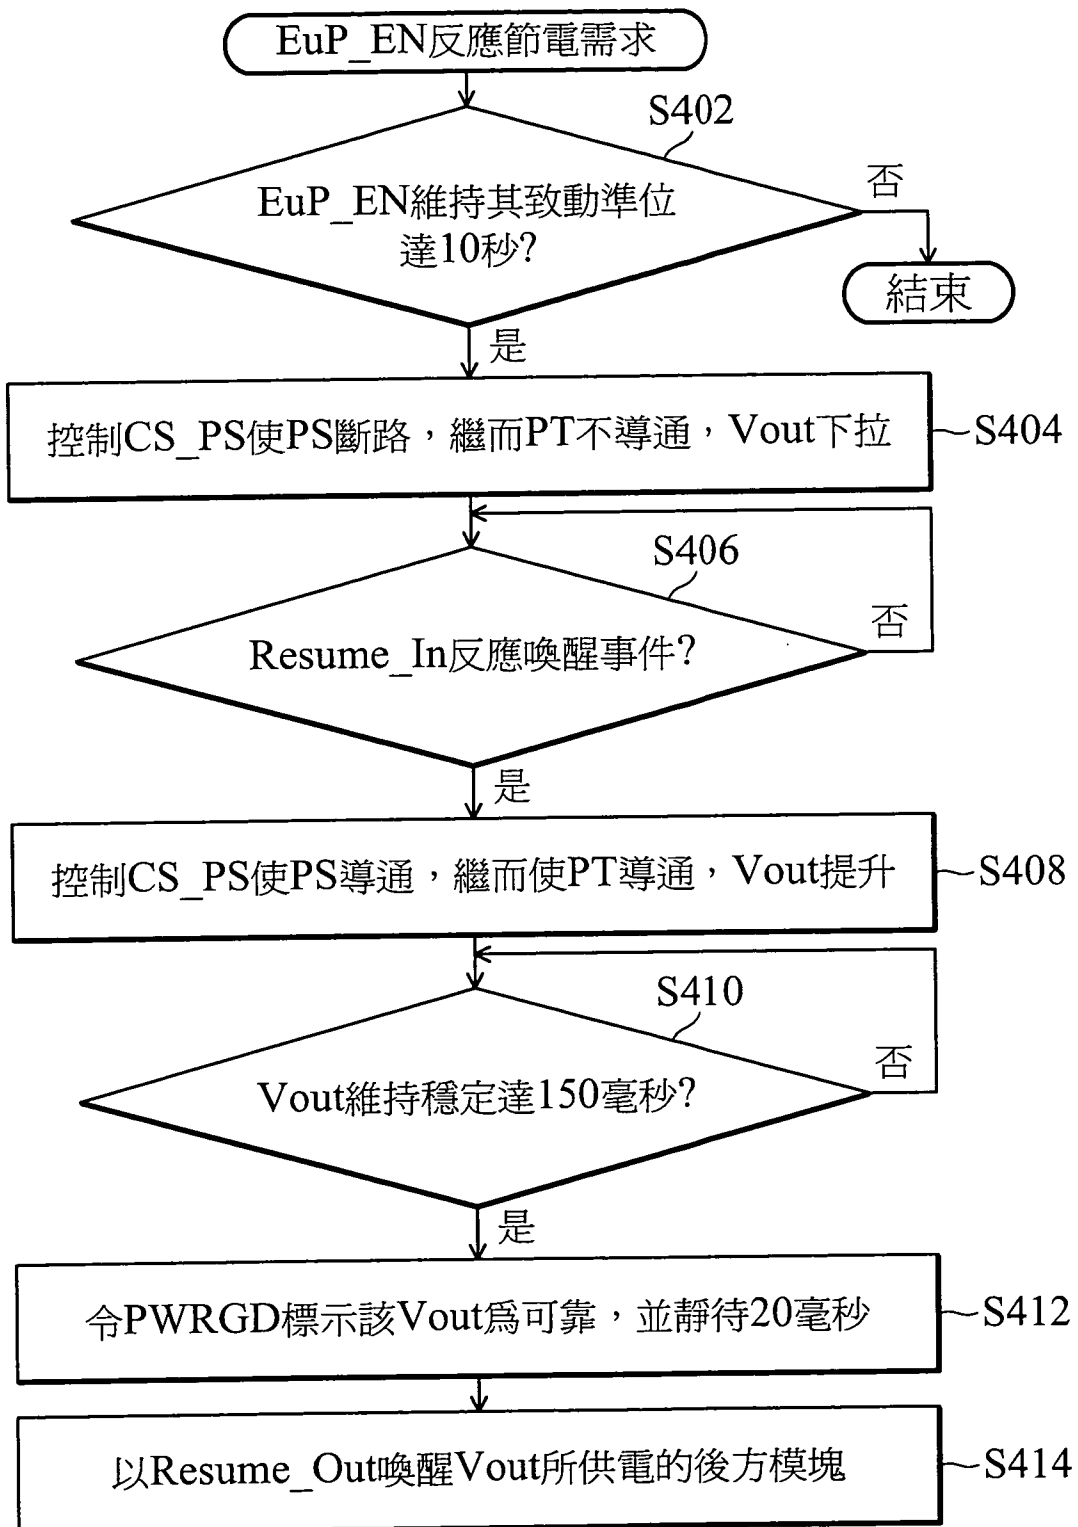 EuP_EN反應節電需求
S402
EuP_EN維持其致動準位
達10秒?
否
結束
是
控制CS_PS使PS斷路，繼而PT不導通，Vout下拉
S404
S406
Resume_In反應喚醒事件?
否
是
控制CS_PS使PS導通，繼而使PT導通，Vout提升
S408
S410
Vout維持穩定達150毫秒?
否
是
令PWRGD標示該Vout為可靠，並靜待20毫秒
S412
以Resume_Out喚醒Vout所供電的後方模塊
S414